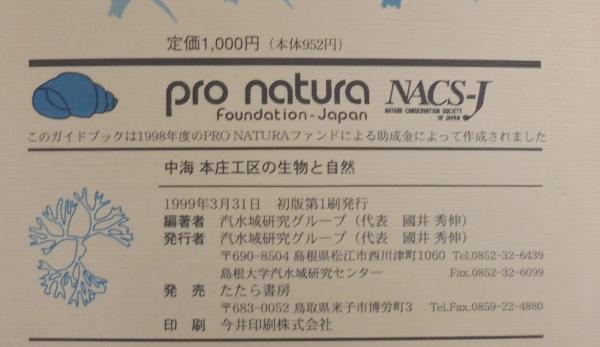 定価1,000円（本体952円）
pro natura
Foundation-Japan
NACS-J
NATURE CONSERVATION SOCIETY
OF JAPAN
このガイドブックは1998年度のPRO NATURAファンドによる助成金によって作成されました
中海 本庄工区の生物と自然
1999年3月31日　初版第1刷発行
編著者　汽水域研究グループ（代表　國井 秀伸）
発行者　汽水域研究グループ（代表　國井 秀伸）
〒690-8504 島根県松江市西川津町1060 Tel.0852-32-6439
島根大学汽水域研究センター　Fax.0852-32-6099
発　売　たたら書房
〒683-0052 鳥取県米子市博労町3　Tel.Fax.0859-22-4880
印　刷　今井印刷株式会社